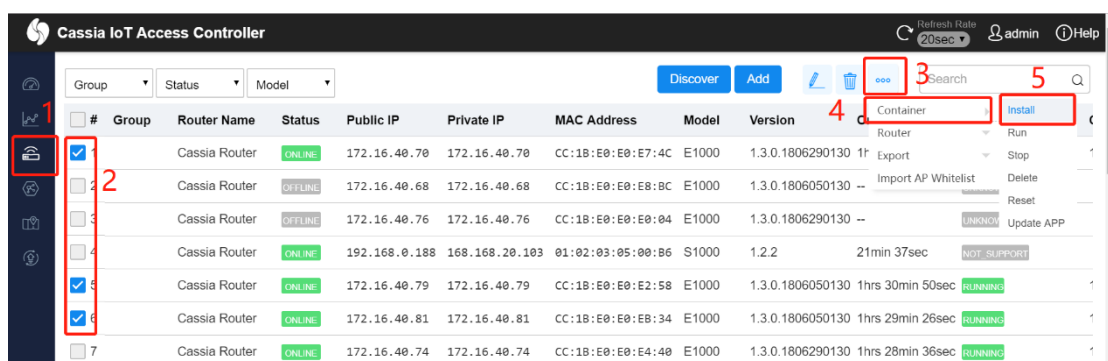 Cassia IoT Access Controller Refresh Rate 20sec admin Help
Group Status Model Discover Add 3 Search 5
1 4 Container Install
# Group Router Name Status Public IP Private IP MAC Address Model Version
Router Run
1 Cassia Router ONLINE 172.16.40.70 172.16.40.70 CC:1B:E0:E0:E7:4C E1000 1.3.0.1806290130 Export Stop
2 2 Cassia Router OFFLINE 172.16.40.68 172.16.40.68 CC:1B:E0:E0:E8:BC E1000 1.3.0.1806050130 -- Import AP Whitelist Delete
Reset
3 Cassia Router OFFLINE 172.16.40.76 172.16.40.76 CC:1B:E0:E0:E0:04 E1000 1.3.0.1806290130 -- Update APP
4 Cassia Router ONLINE 192.168.0.188 168.168.20.103 01:02:03:05:00:B6 S1000 1.2.2 21min 37sec NOT_SUPPORT
5 Cassia Router ONLINE 172.16.40.79 172.16.40.79 CC:1B:E0:E0:E2:58 E1000 1.3.0.1806050130 1hrs 30min 50sec RUNNING
6 Cassia Router ONLINE 172.16.40.81 172.16.40.81 CC:1B:E0:E0:EB:34 E1000 1.3.0.1806050130 1hrs 29min 26sec RUNNING
7 Cassia Router ONLINE 172.16.40.74 172.16.40.74 CC:1B:E0:E0:E4:40 E1000 1.3.0.1806050130 1hrs 28min 36sec RUNNING